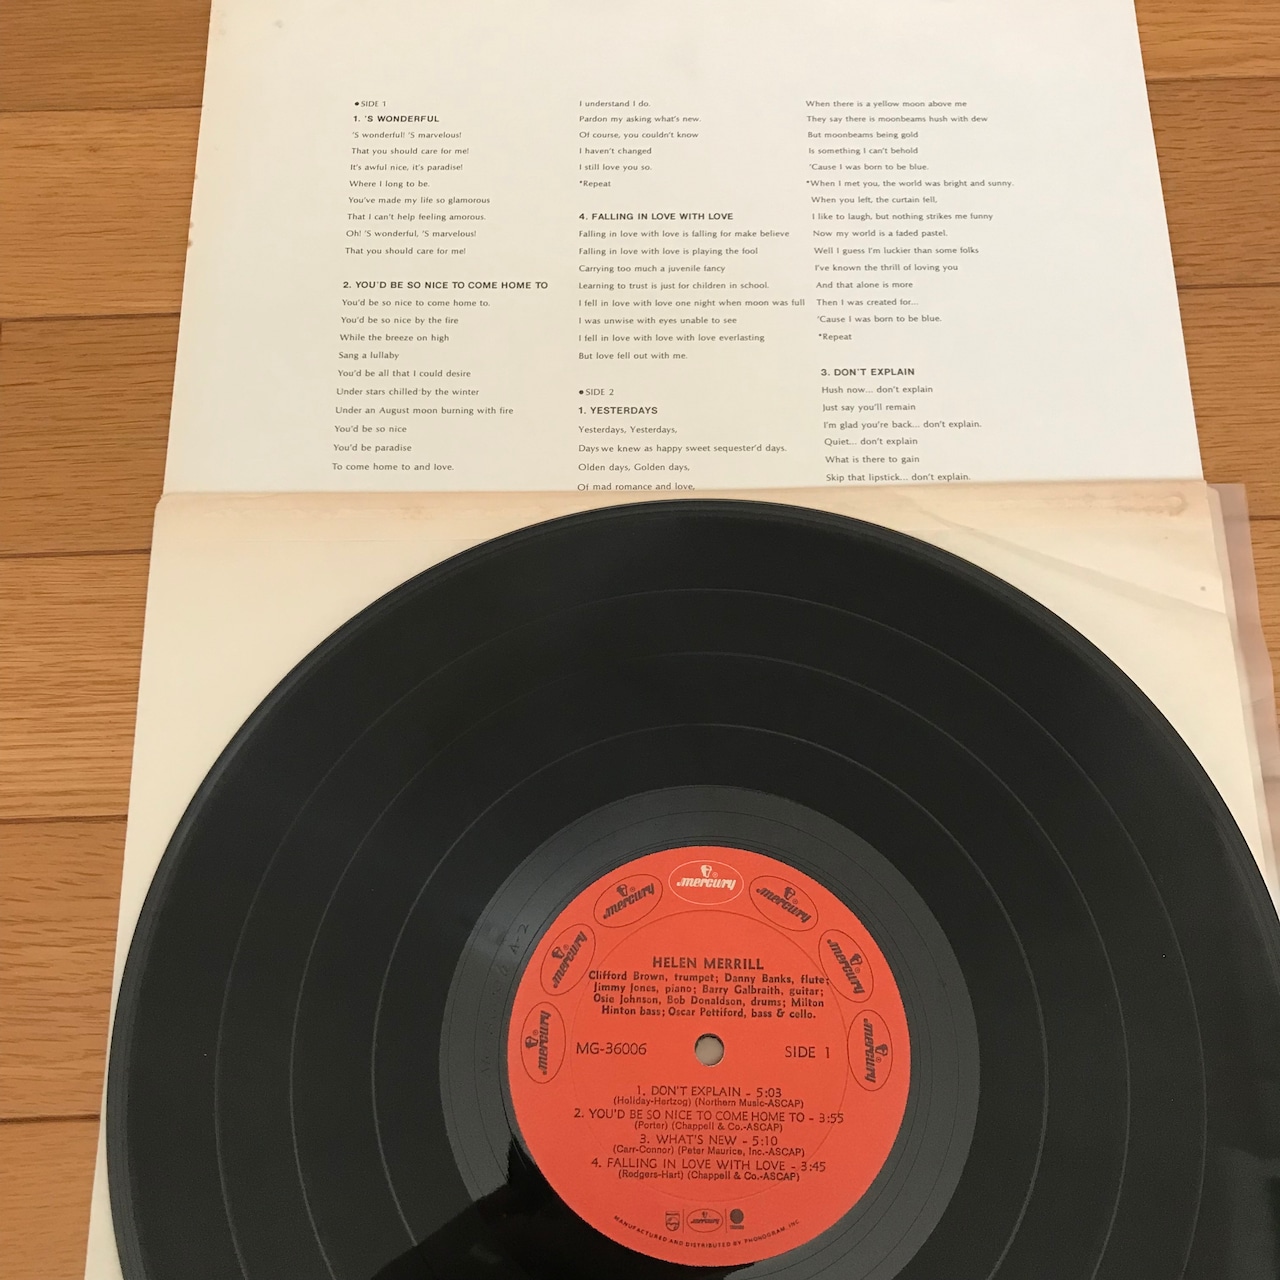 ●SIDE 1
1. 'S WONDERFUL
'S wonderful! 'S marvelous!
That you should care for me!
It's awful nice, it's paradise!
Where I long to be.
You've made my life so glamorous
That I can't help feeling amorous.
Oh! 'S wonderful, 'S marvelous!
That you should care for me!
2. YOU'D BE SO NICE TO COME HOME TO
You'd be so nice to come home to.
You'd be so nice by the fire
While the breeze on high
Sang a lullaby
You'd be all that I could desire
Under stars chilled by the winter
Under an August moon burning with fire
You'd be so nice
You'd be paradise
To come home to and love.
I understand I do.
Pardon my asking what's new.
Of course, you couldn't know
I haven't changed
I still love you so.
*Repeat
4. FALLING IN LOVE WITH LOVE
Falling in love with love is falling for make believe
Falling in love with love is playing the fool
Carrying too much a juvenile fancy
Learning to trust is just for children in school.
I fell in love with love one night when moon was full
I was unwise with eyes unable to see
I fell in love with love with love everlasting
But love fell out with me.
●SIDE 2
1. YESTERDAYS
Yesterdays, Yesterdays,
Days we knew as happy sweet sequester'd days.
Olden days, Golden days,
Of mad romance and love,
When there is a yellow moon above me
They say there is moonbeams hush with dew
But moonbeams being gold
Is something I can't behold
'Cause I was born to be blue.
*When I met you, the world was bright and sunny.
When you left, the curtain fell,
I like to laugh, but nothing strikes me funny
Now my world is a faded pastel.
Well I guess I'm luckier than some folks
I've known the thrill of loving you
And that alone is more
Then I was created for...
'Cause I was born to be blue.
*Repeat
3. DON'T EXPLAIN
Hush now... don't explain
Just say you'll remain
I'm glad you're back... don't explain.
Quiet... don't explain
What is there to gain
Skip that lipstick... don't explain.
mercury
mercury
mercury
mercury
mercury
mercury
mercury
HELEN MERRILL
Clifford Brown, trumpet; Danny Banks, flute;
Jimmy Jones, piano; Barry Galbraith, guitar;
Osie Johnson, Bob Donaldson, drums; Milton
Hinton bass; Oscar Pettiford, bass & cello.
MG-36006
SIDE 1
1. DON'T EXPLAIN - 5:03
(Holiday-Hertzog) (Northern Music-ASCAP)
2. YOU'D BE SO NICE TO COME HOME TO - 3:55
(Porter) (Chappell & Co.-ASCAP)
3. WHAT'S NEW - 5:10
(Carr-Connor) (Peter Maurice, Inc.-ASCAP)
4. FALLING IN LOVE WITH LOVE - 3:45
(Rodgers-Hart) (Chappell & Co.-ASCAP)
mercury
MANUFACTURED AND DISTRIBUTED BY PHONOGRAM, INC.